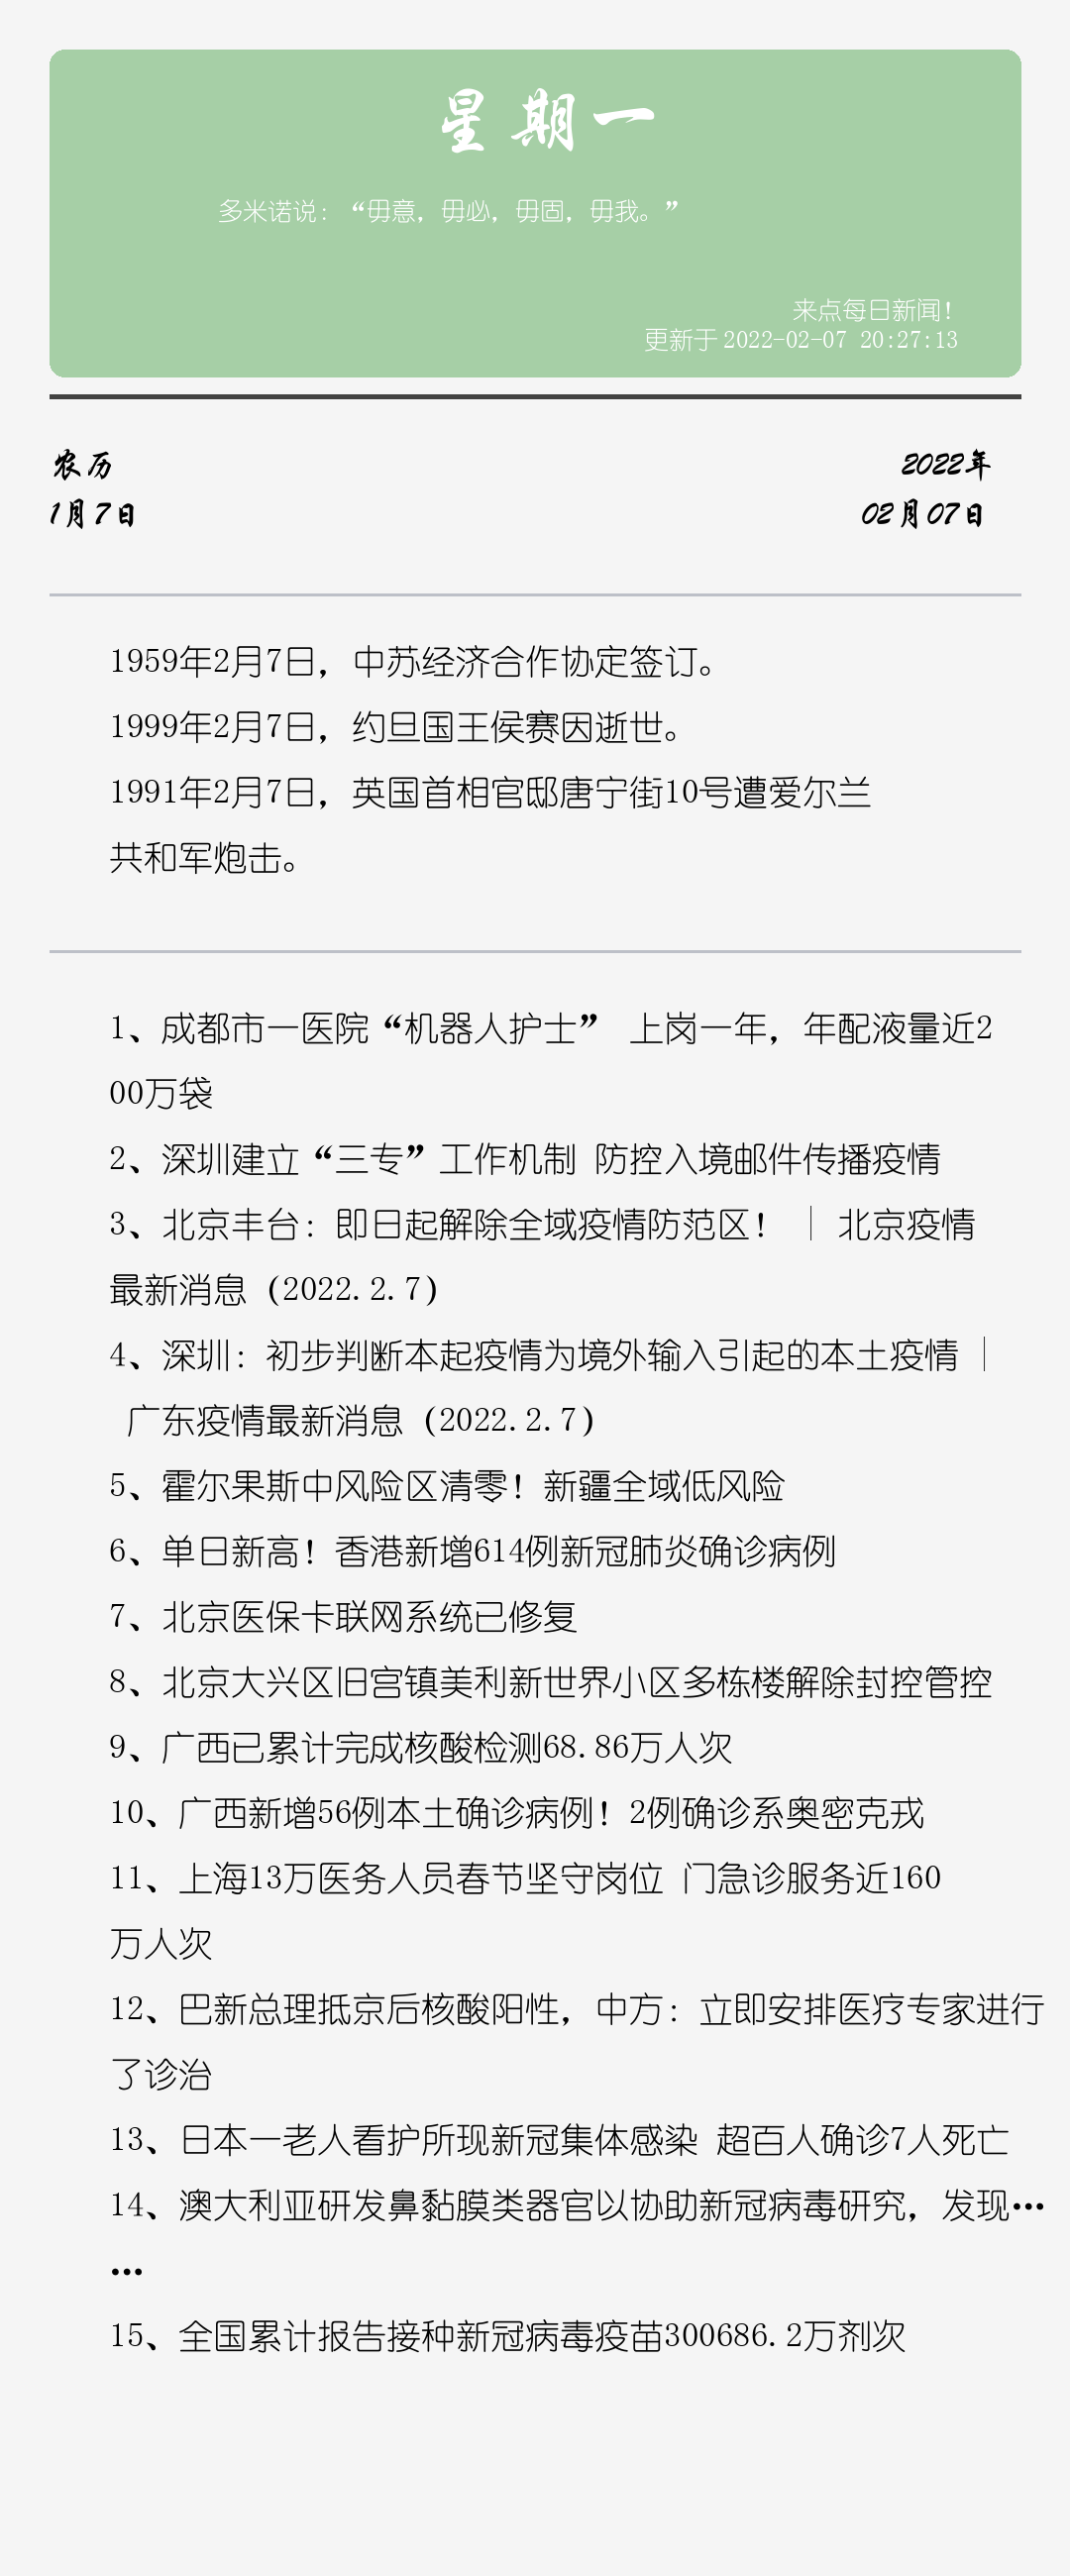 星期一
多米诺说：“毋意，毋必，毋固，毋我。”
来点每日新闻！
更新于 2022-02-07 20:27:13
农历
2022年
1月7日
02月07日
1959年2月7日，中苏经济合作协定签订。
1999年2月7日，约旦国王侯赛因逝世。
1991年2月7日，英国首相官邸唐宁街10号遭爱尔兰
共和军炮击。
1、成都市一医院“机器人护士” 上岗一年，年配液量近2
00万袋
2、深圳建立“三专”工作机制 防控入境邮件传播疫情
3、北京丰台：即日起解除全域疫情防范区！ ｜ 北京疫情
最新消息（2022.2.7）
4、深圳：初步判断本起疫情为境外输入引起的本土疫情 ｜
广东疫情最新消息（2022.2.7）
5、霍尔果斯中风险区清零！新疆全域低风险
6、单日新高！香港新增614例新冠肺炎确诊病例
7、北京医保卡联网系统已修复
8、北京大兴区旧宫镇美利新世界小区多栋楼解除封控管控
9、广西已累计完成核酸检测68.86万人次
10、广西新增56例本土确诊病例！2例确诊系奥密克戎
11、上海13万医务人员春节坚守岗位 门急诊服务近160
万人次
12、巴新总理抵京后核酸阳性，中方：立即安排医疗专家进行
了诊治
13、日本一老人看护所现新冠集体感染 超百人确诊7人死亡
14、澳大利亚研发鼻黏膜类器官以协助新冠病毒研究，发现…
…
15、全国累计报告接种新冠病毒疫苗300686.2万剂次